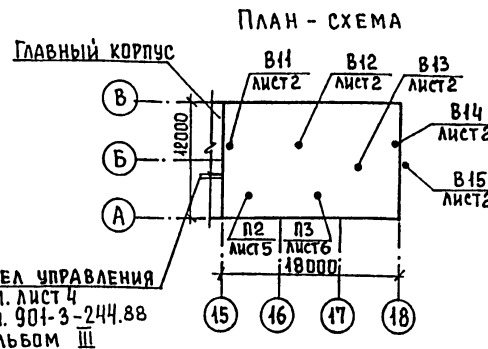 План - схема
Главный корпус
В11
лист2
В12
лист2
В13
лист2
В14
лист2
В15
лист2
В
Б
А
12000
П2
лист5
П3
лист6
18000
ЕЛ УПРАВЛЕНИЯ
. лист 4
. 901-3-244.88
ЛЬБОМ III
15
16
17
18